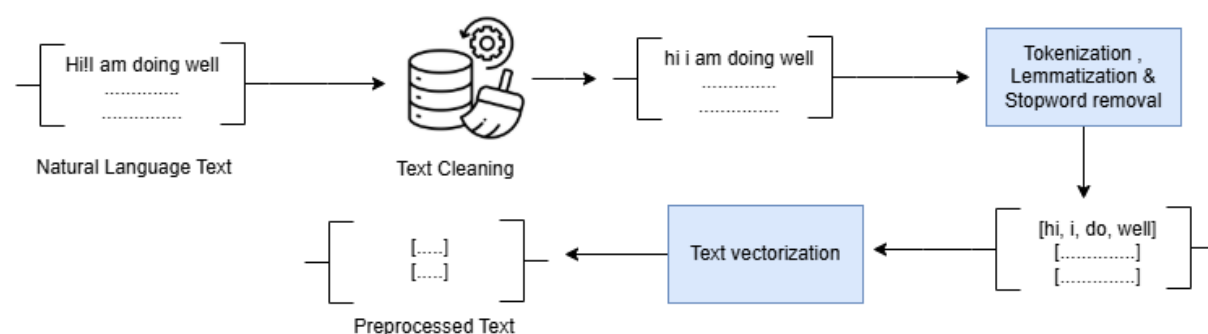 Hi!I am doing well
..............
...............
Natural Language Text
Text Cleaning
hi i am doing well
..............
...............
Tokenization ,
Lemmatization &
Stopword removal
[hi, i, do, well]
[.............]
[..............]
Text vectorization
[.....]
[....]
Preprocessed Text